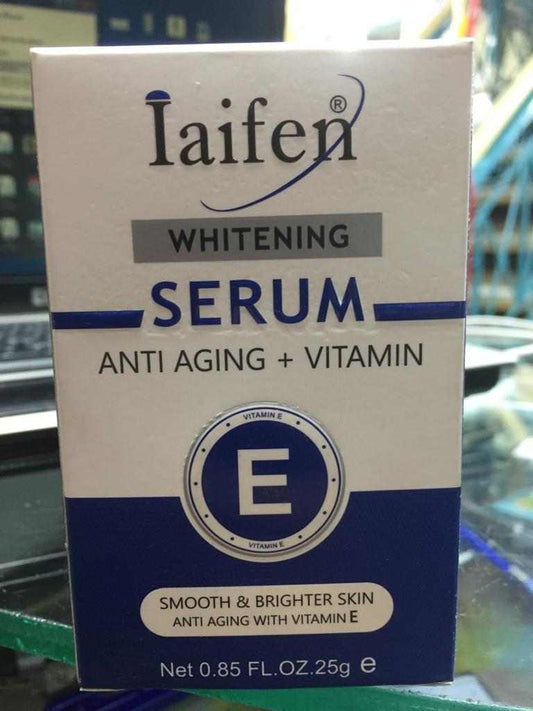 Iaifen®
WHITENING
SERUM
ANTI AGING + VITAMIN
VITAMIN E
E
VITAMIN E
SMOOTH & BRIGHTER SKIN
ANTI AGING WITH VITAMIN E
Net 0.85 FL.OZ.25g e